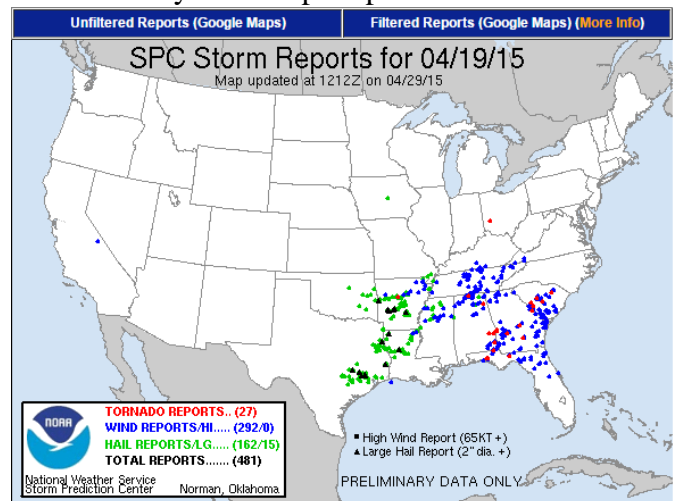 Unfiltered Reports (Google Maps) Filtered Reports (Google Maps) (More Info)
SPC Storm Reports for 04/19/15
Map updated at 1212Z on 04/29/15
TORNADO REPORTS.. (27)
WIND REPORTS/HI..... (292/0)
HAIL REPORTS/LG..... (162/15)
TOTAL REPORTS....... (481)
NOAA
National Weather Service
Storm Prediction Center Norman, Oklahoma
■ High Wind Report (65KT +)
▲ Large Hail Report (2" dia. +)
PRELIMINARY DATA ONLY